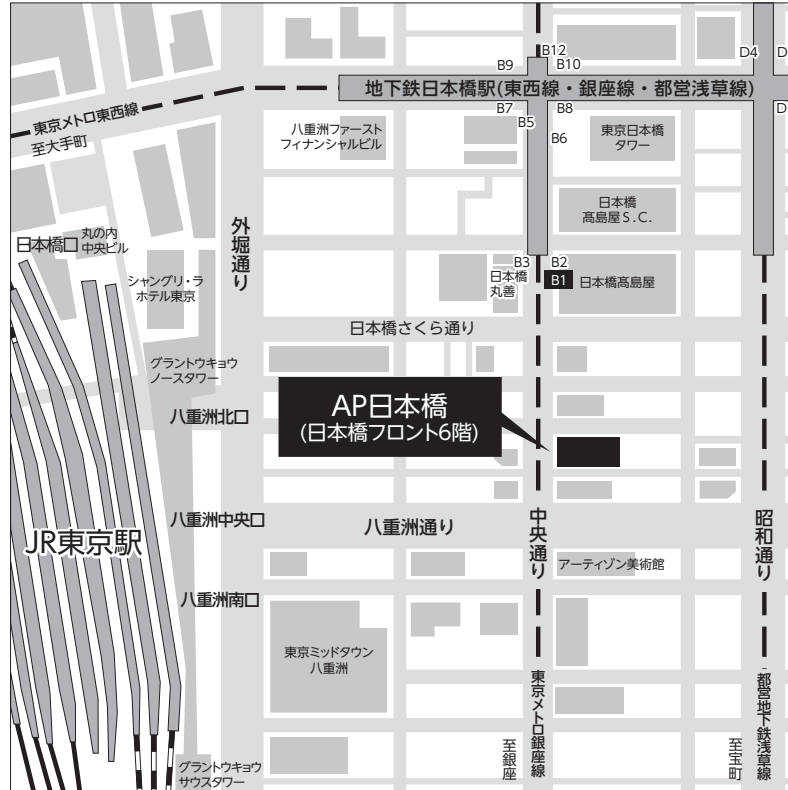 B12
B9
B10
D4
D
地下鉄日本橋駅(東西線・銀座線・都営浅草線)
B7
B8
D
B5
B6
東京メトロ東西線
至大手町
八重洲ファースト
フィナンシャルビル
東京日本橋
タワー
日本橋
髙島屋S.C.
外堀通り
丸の内
中央ビル
日本橋口
シャングリ・ラ
ホテル東京
B3
B2
B1
日本橋
丸善
日本橋髙島屋
日本橋さくら通り
グラントウキョウ
ノースタワー
八重洲北口
AP日本橋
(日本橋フロント6階)
八重洲中央口
八重洲通り
中央通り
昭和通り
JR東京駅
アーティゾン美術館
八重洲南口
東京ミッドタウン
八重洲
東京メトロ銀座線
都営地下鉄浅草線
至銀座
至宝町
グラントウキョウ
サウスタワー